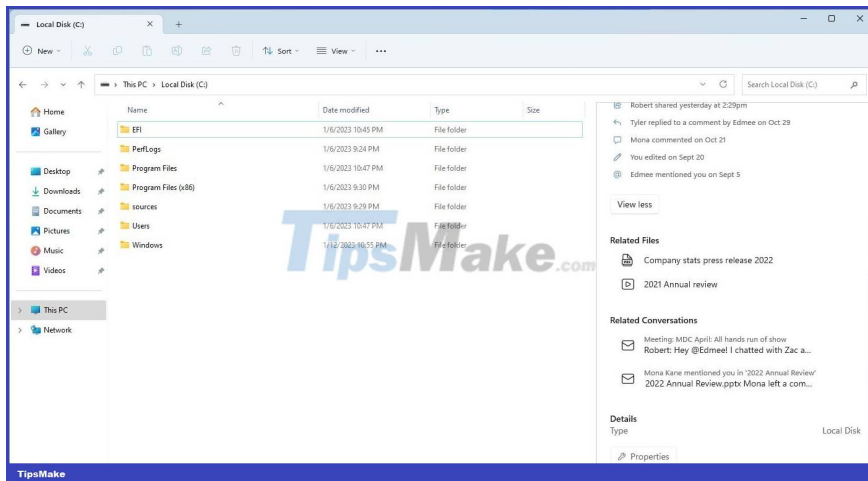 Local Disk (C:)
New
Sort
View
This PC > Local Disk (C:)
Search Local Disk (C:)
Home
Gallery
Desktop
Downloads
Documents
Pictures
Music
Videos
This PC
Network
Name Date modified Type Size
EFI 1/6/2023 10:45 PM File folder
PerfLogs 1/6/2023 9:24 PM File folder
Program Files 1/6/2023 10:47 PM File folder
Program Files (x86) 1/6/2023 9:30 PM File folder
sources 1/6/2023 9:29 PM File folder
Users 1/6/2023 10:47 PM File folder
Windows 1/12/2023 10:55 PM File folder
TipsMake.com
Robert shared yesterday at 2:29pm
Tyler replied to a comment by Edmee on Oct 29
Mona commented on Oct 21
You edited on Sept 20
Edmee mentioned you on Sept 5
View less
Related Files
Company stats press release 2022
2021 Annual review
Related Conversations
Meeting: MDC April: All hands run of show
Robert: Hey @Edmee! I chatted with Zac a...
Mona Kane mentioned you in '2022 Annual Review'
2022 Annual Review.pptx Mona left a com...
Details
Type Local Disk
Properties
TipsMake